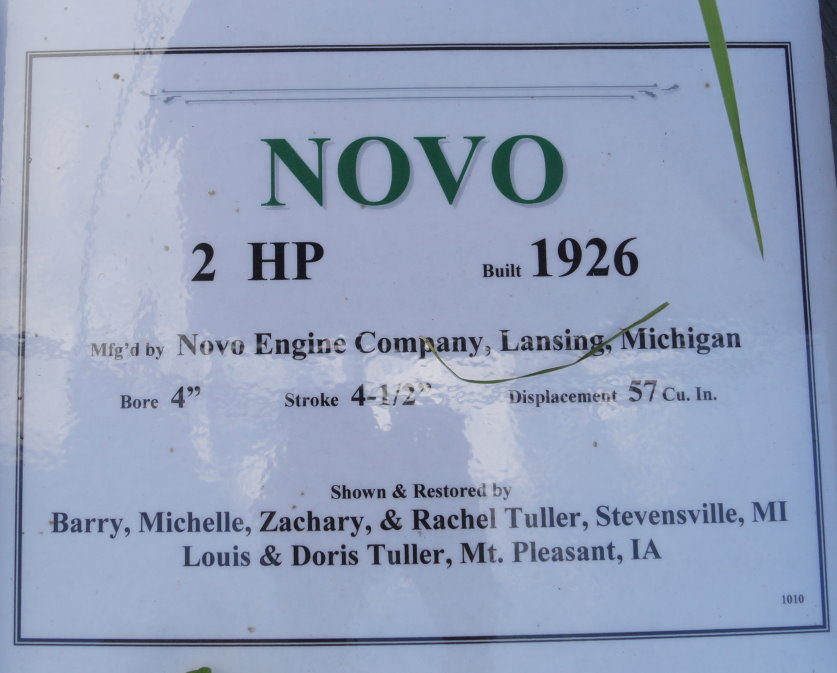 NOVO
2 HP Built 1926
Mfg'd by Novo Engine Company, Lansing, Michigan
Bore 4" Stroke 4-1/2" Displacement 57 Cu. In.
Shown & Restored by
Barry, Michelle, Zachary, & Rachel Tuller, Stevensville, MI
Louis & Doris Tuller, Mt. Pleasant, IA
1010